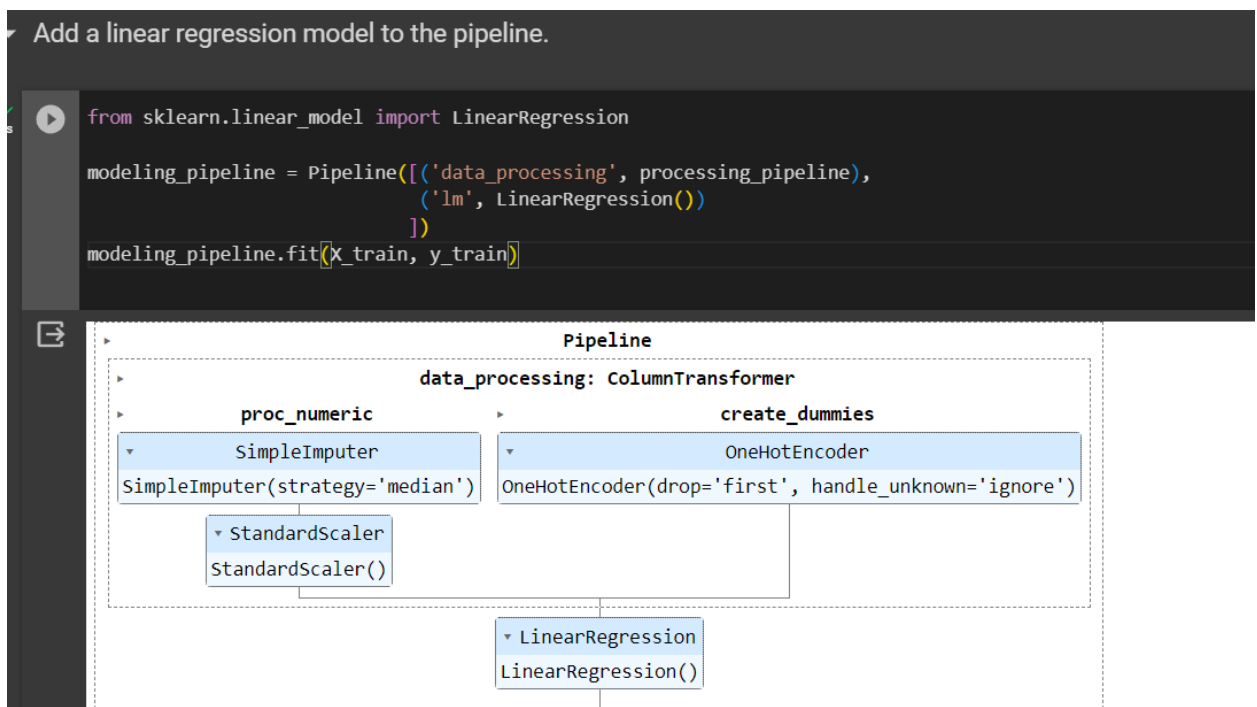 Add a linear regression model to the pipeline.
s
from sklearn.linear_model import LinearRegression
modeling_pipeline = Pipeline([('data_processing', processing_pipeline),
('lm', LinearRegression())
])
modeling_pipeline.fit(X_train, y_train)
Pipeline
data_processing: ColumnTransformer
proc_numeric
create_dummies
SimpleImputer
OneHotEncoder
SimpleImputer(strategy='median')
OneHotEncoder(drop='first', handle_unknown='ignore')
StandardScaler
StandardScaler()
LinearRegression
LinearRegression()